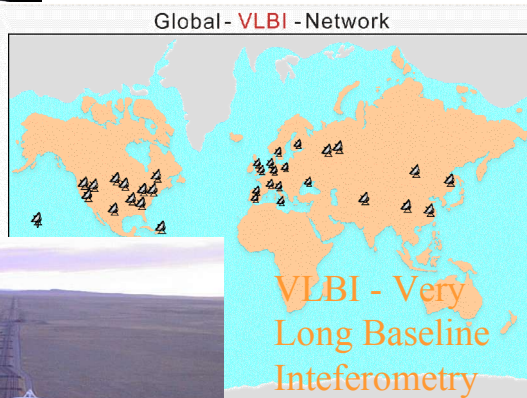 Global - VLBI - Network
VLBI - Very
Long Baseline
Inteferometry